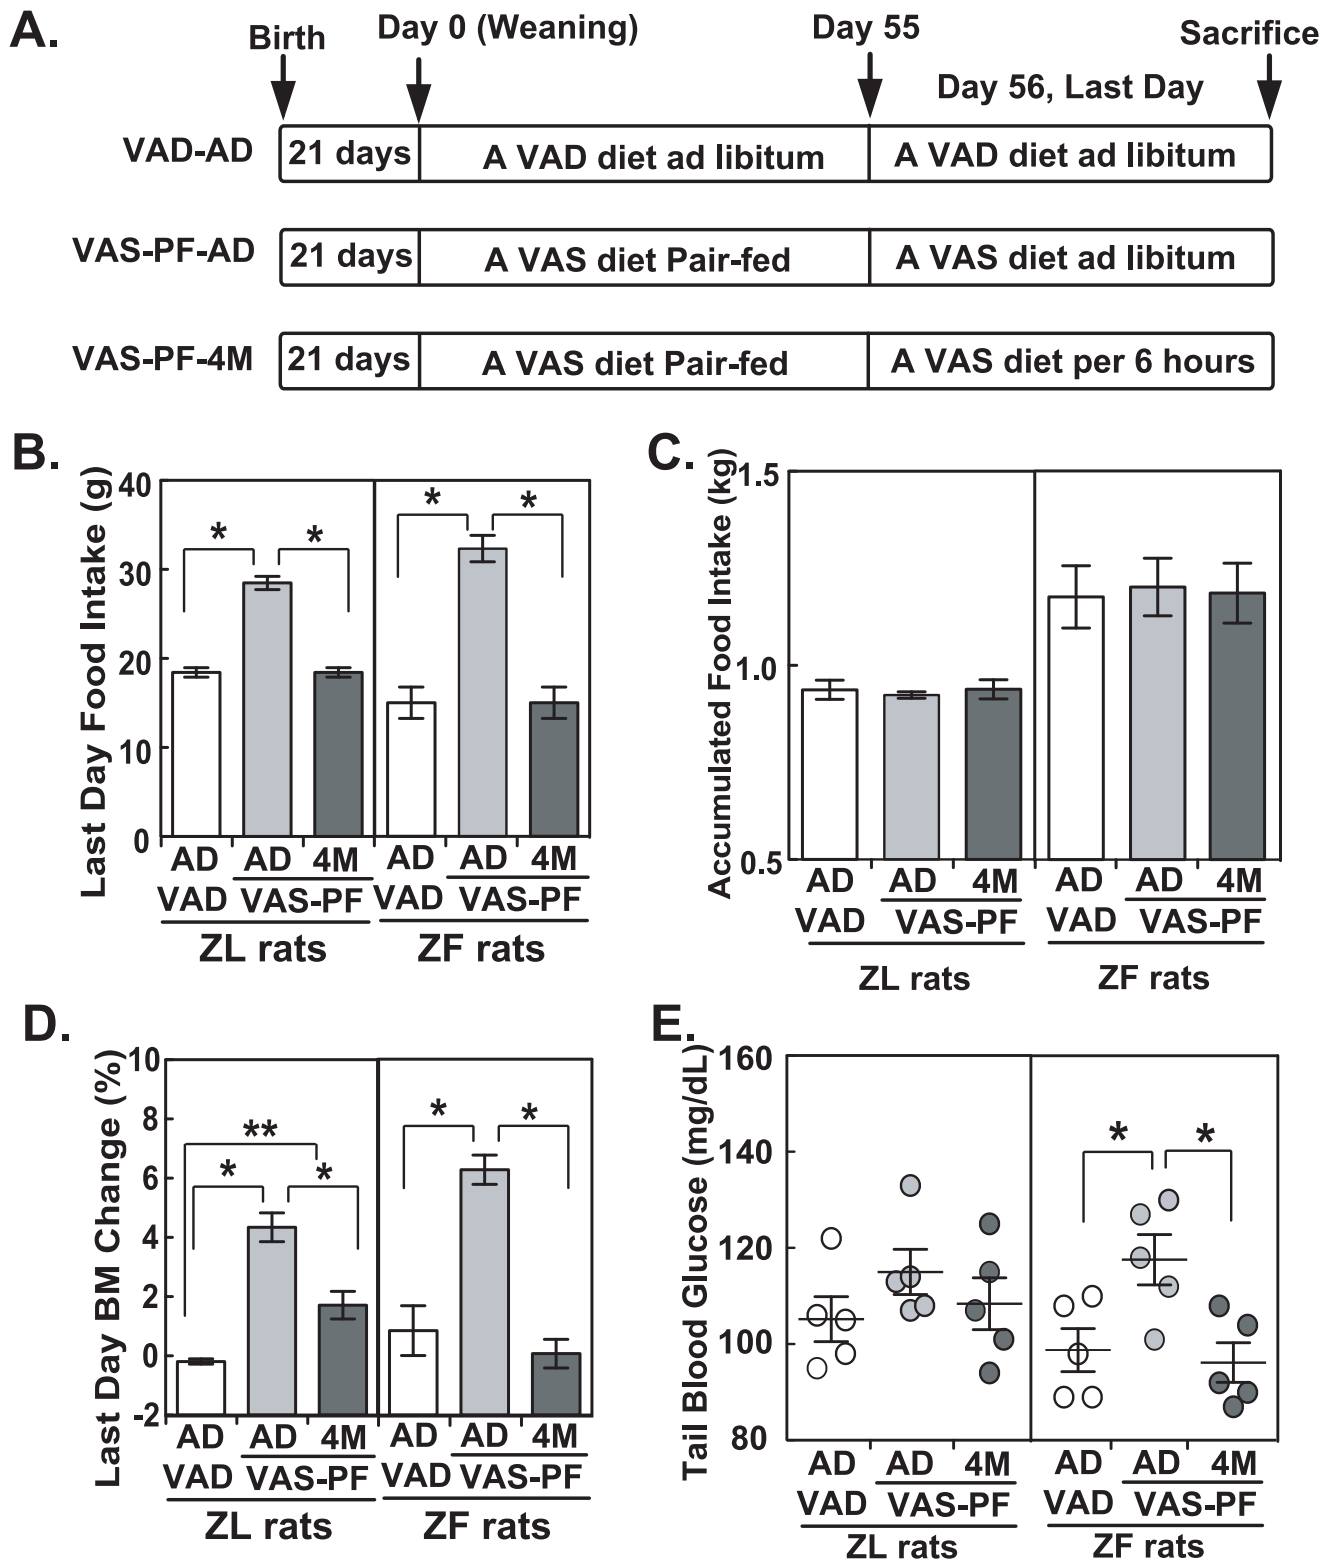 A.
Birth
Day 0 (Weaning)
Day 55
Sacrifice
Day 56, Last Day
VAD-AD
21 days
A VAD diet ad libitum
A VAD diet ad libitum
VAS-PF-AD
21 days
A VAS diet Pair-fed
A VAS diet ad libitum
VAS-PF-4M
21 days
A VAS diet Pair-fed
A VAS diet per 6 hours
B.
Last Day Food Intake (g)
40
30
20
10
0
* * * *
AD AD 4M AD AD 4M
VAD VAS-PF VAD VAS-PF
ZL rats ZF rats
C.
Accumulated Food Intake (kg)
1.5
1.0
0.5
AD AD 4M AD AD 4M
VAD VAS-PF VAD VAS-PF
ZL rats ZF rats
D.
Last Day BM Change (%)
10
8
6
4
2
0
-2
**
* * * *
AD AD 4M AD AD 4M
VAD VAS-PF VAD VAS-PF
ZL rats ZF rats
E.
Tail Blood Glucose (mg/dL)
160
140
120
100
80
* *
AD AD 4M AD AD 4M
VAD VAS-PF VAD VAS-PF
ZL rats ZF rats